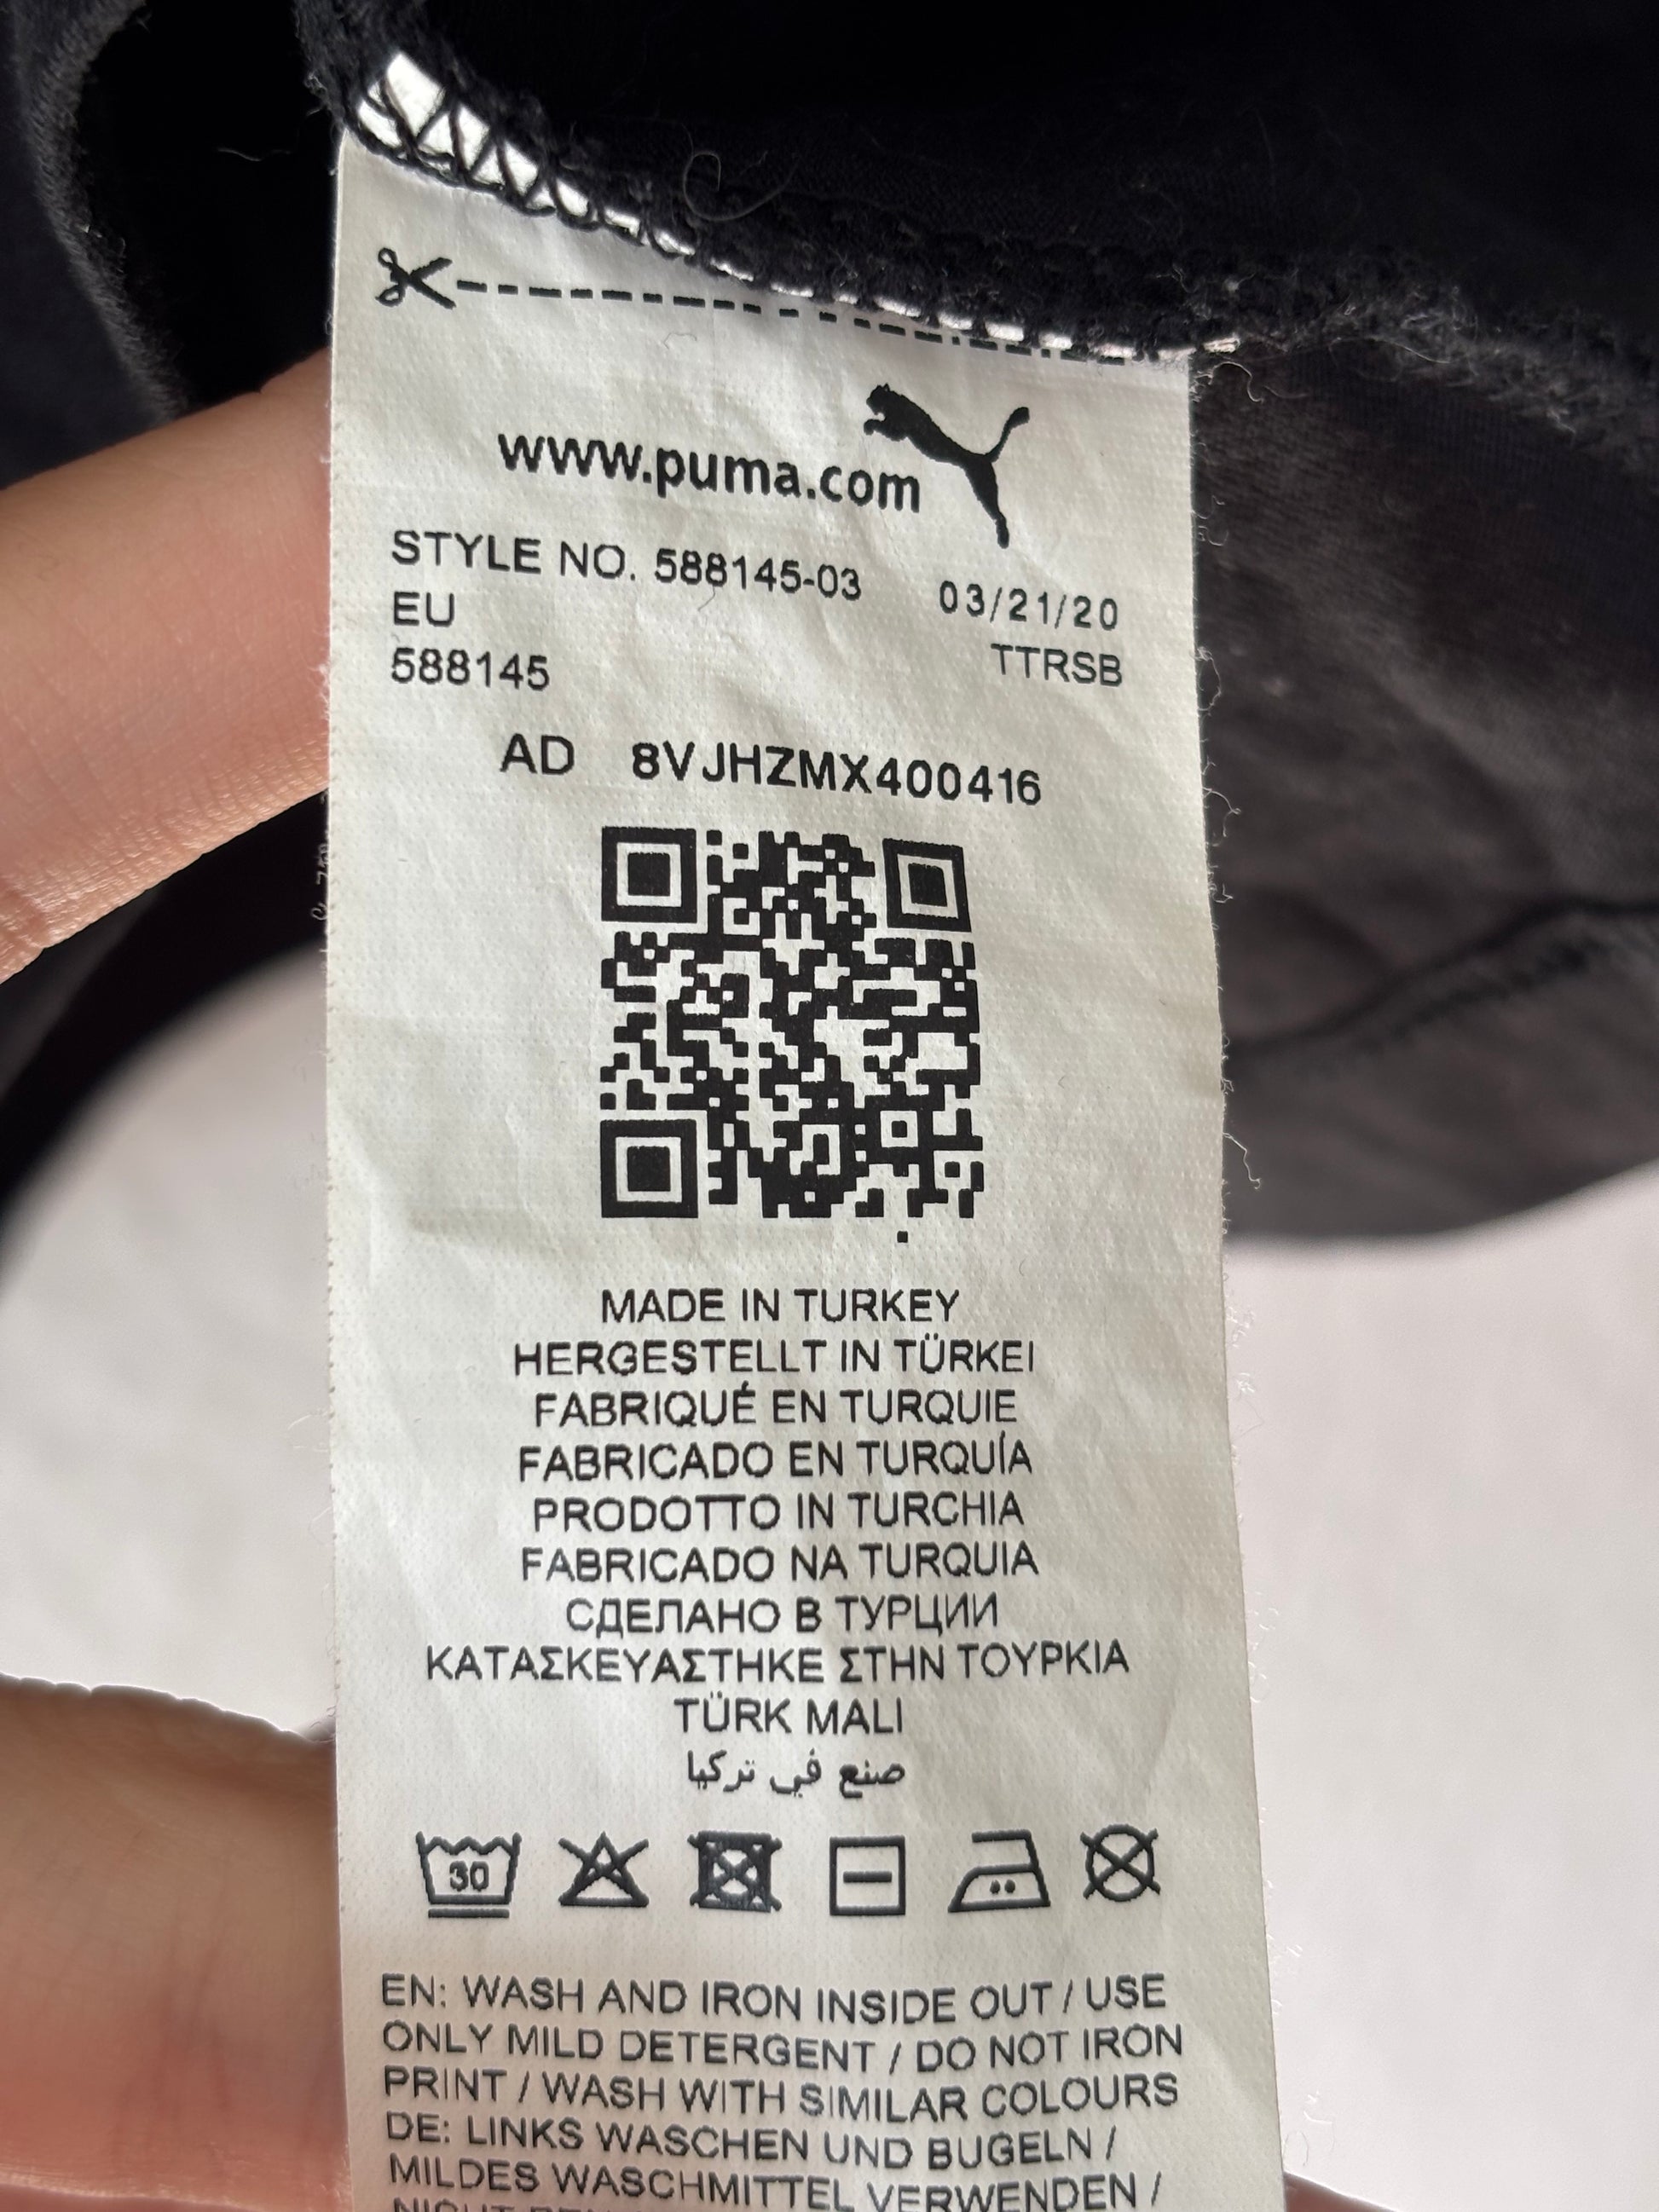 www.puma.com
STYLE NO. 588145-03 03/21/20
EU TTRSB
588145
AD 8VJHZMX400416
MADE IN TURKEY
HERGESTELLT IN TÜRKEI
FABRIQUÉ EN TURQUIE
FABRICADO EN TURQUÍA
PRODOTTO IN TURCHIA
FABRICADO NA TURQUIA
СДЕЛАНО В ТУРЦИИ
ΚΑΤΑΣΚΕΥΑΣΤΗΚΕ ΣΤΗΝ ΤΟΥΡΚΙΑ
TÜRK MALI
صنع في تركيا
30
EN: WASH AND IRON INSIDE OUT / USE
ONLY MILD DETERGENT / DO NOT IRON
PRINT / WASH WITH SIMILAR COLOURS
DE: LINKS WASCHEN UND BUGELN /
MILDES WASCHMITTEL VERWENDEN /